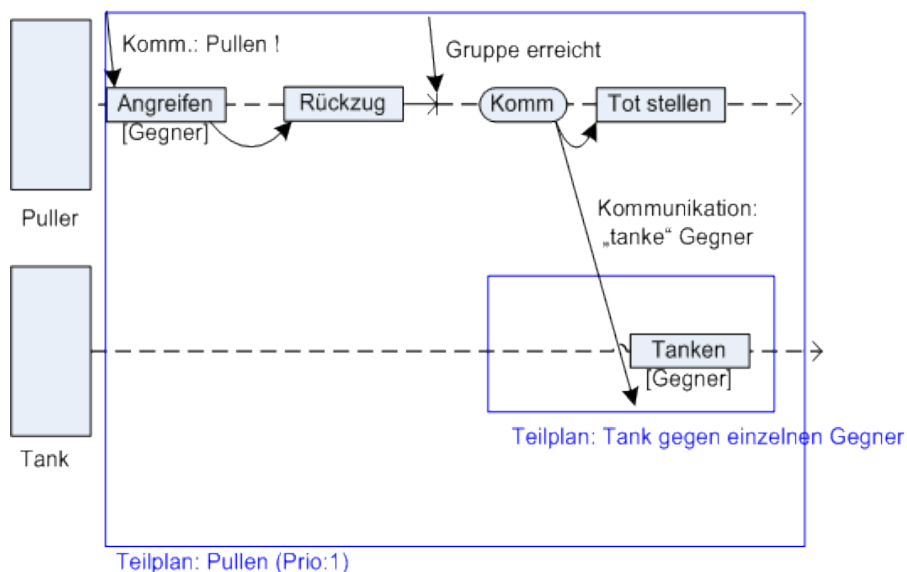 Komm.: Pullen !
Gruppe erreicht
Angreifen
[Gegner]
Rückzug
Komm
Tot stellen
Puller
Kommunikation:
„tanke“ Gegner
Tanken
[Gegner]
Teilplan: Tank gegen einzelnen Gegner
Tank
Teilplan: Pullen (Prio:1)